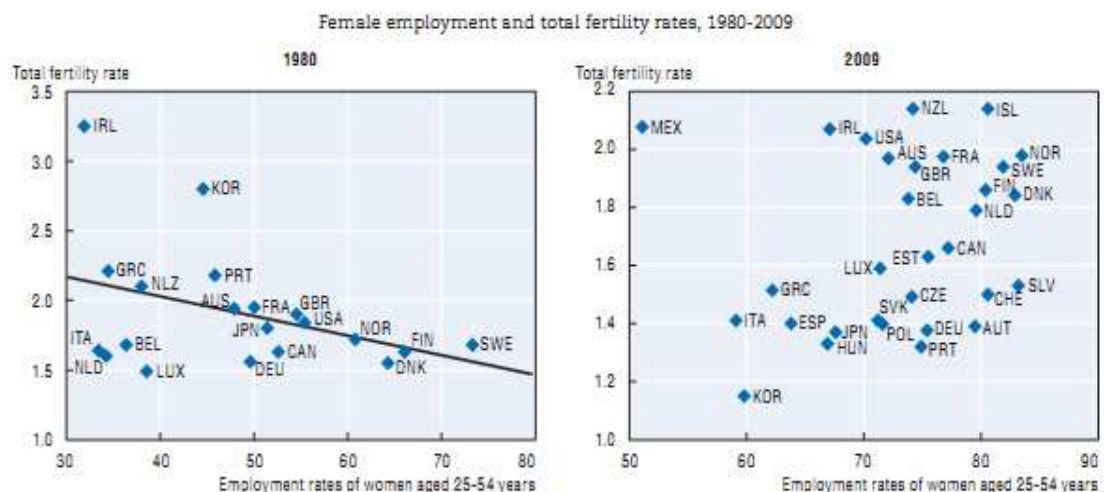 Female employment and total fertility rates, 1980-2009
1980
Total fertility rate
3.5
3.0
2.5
2.0
1.5
1.0
IRL
KOR
GRC
NLZ
PRT
AUS
FRA
GBR
USA
JPN
NOR
FIN
SWE
ITA
BEL
CAN
NLD
LUX
DEU
DNK
30 40 50 60 70 80
Employment rates of women aged 25-54 years
2009
Total fertility rate
2.2
2.0
1.8
1.6
1.4
1.2
1.0
MEX
IRL
NZL
ISL
USA
AUS
FRA
NOR
GBR
SWE
BEL
FIN
DNK
NLD
CAN
EST
LUX
GRC
CZE
CHE
SLV
ITA
ESP
SVK
JPN
POL
DEU
AUT
HUN
PRT
KOR
50 60 70 80 90
Employment rates of women aged 25-54 years